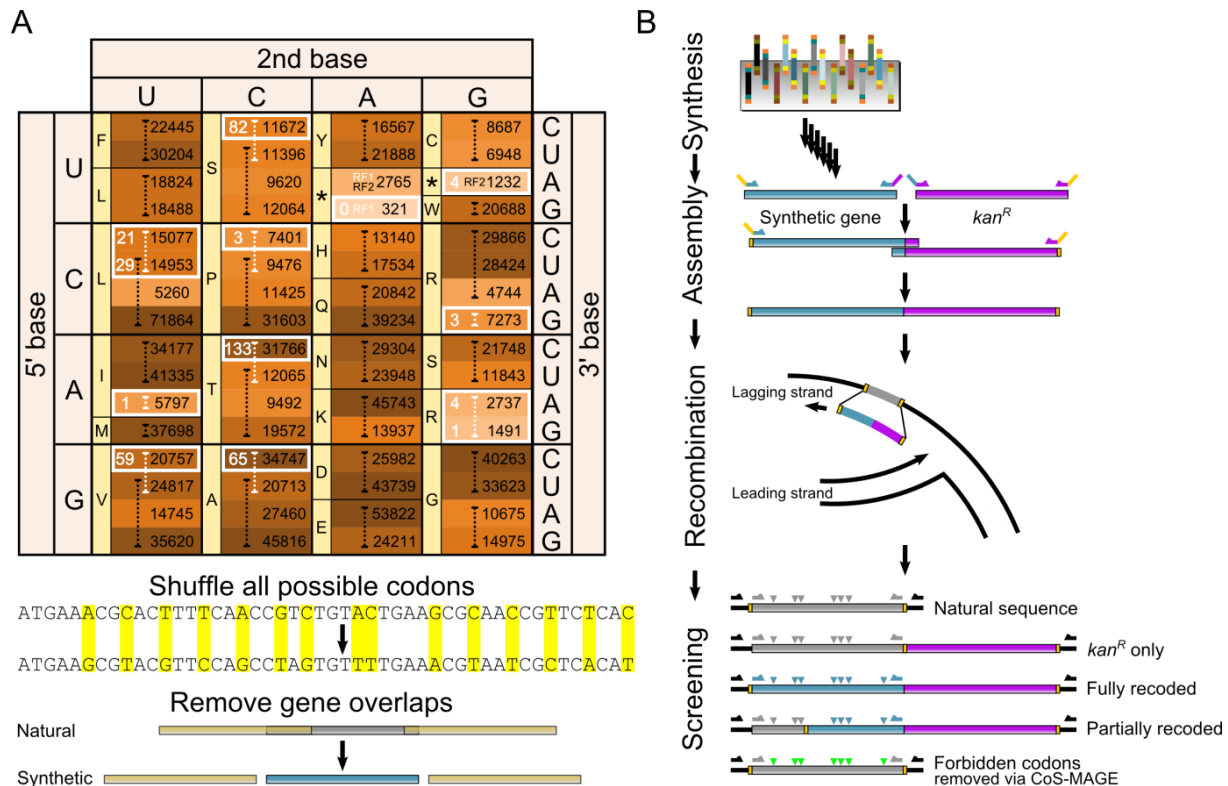 A
2nd base
U C A G
5' base
3' base
U
F 22445 S 82 11672 Y 16567 C 8687 C
30204 11396 21888 6948 U
L 18824 9620 * RF1 RF2 2765 * 4 RF2 1232 A
18488 12064 0 RF1 321 W 20688 G
C
L 21 15077 P 3 7401 H 13140 R 29866 C
29 14953 9476 17534 28424 U
5260 11425 Q 20842 4744 A
71864 31603 39234 3 7273 G
A
I 34177 T 133 31766 N 29304 S 21748 C
41335 12065 23948 11843 U
1 5797 9492 K 45743 R 4 2737 A
M 37698 19572 13937 1 1491 G
G
V 59 20757 A 65 34747 D 25982 G 40263 C
24817 20713 43739 33623 U
14745 27460 E 53822 10675 A
35620 45816 24211 14975 G
Shuffle all possible codons
ATGAAACGCACTTTTCAACCGTCTGTACTGAAGCGCAACCGTTCTCAC
ATGAAGCGTACGTTCCAGCCTAGTGTTTTGAAACGTAATCGCTCACAT
Remove gene overlaps
Natural
Synthetic
B
Synthesis
Assembly
Synthetic gene
kanR
Recombination
Lagging strand
Leading strand
Screening
Natural sequence
kanR only
Fully recoded
Partially recoded
Forbidden codons
removed via CoS-MAGE